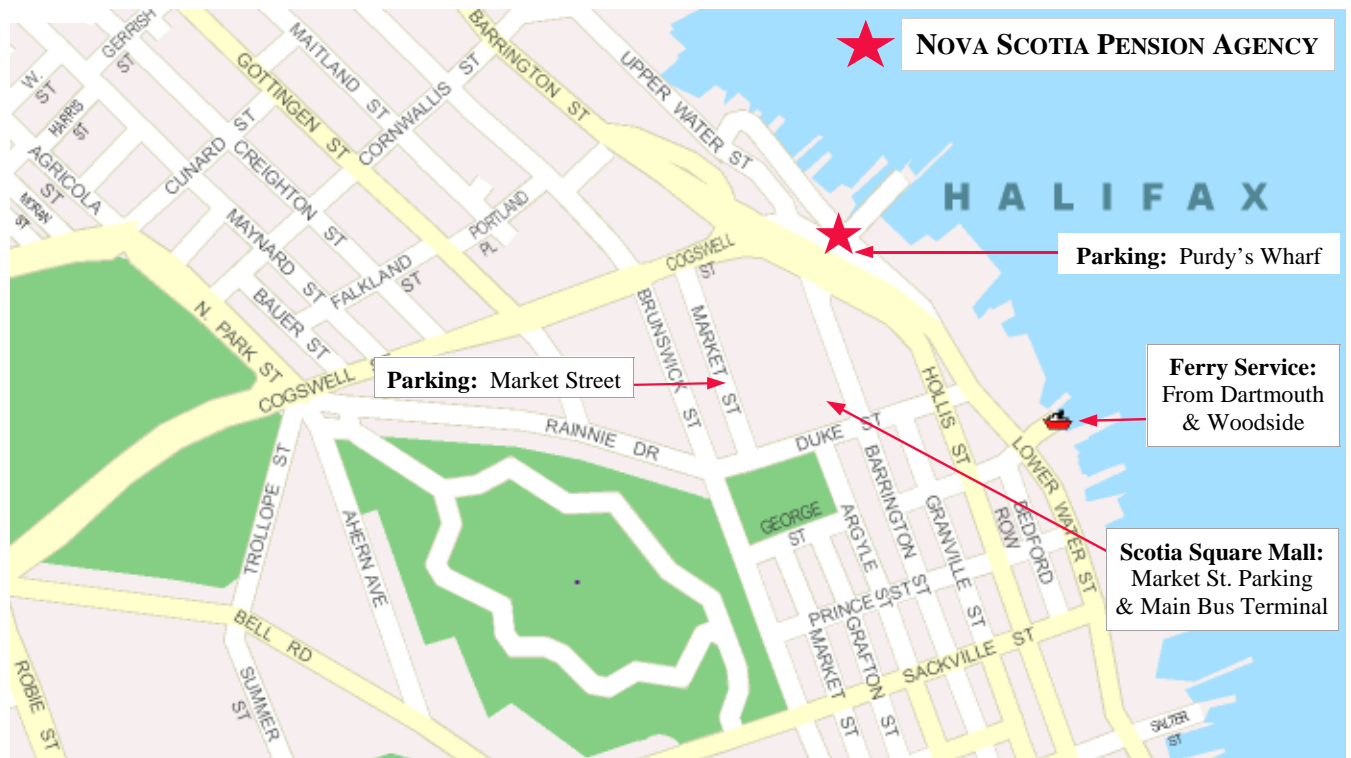 NOVA SCOTIA PENSION AGENCY
HALIFAX
Parking: Purdy's Wharf
Ferry Service:
From Dartmouth
& Woodside
Parking: Market Street
Scotia Square Mall:
Market St. Parking
& Main Bus Terminal
GERRISH ST
W. ST
HARRIS ST
AGRICOLA ST
MORAN ST
CUNARD ST
GOTTINGEN ST
MAITLAND ST
CORNWALLIS ST
BARRINGTON ST
UPPER WATER ST
CREIGHTON ST
MAYNARD ST
BAUER ST
FALKLAND ST
PORTLAND PL
N. PARK ST
COGSWELL ST
COGSWELL ST
BRUNSWICK ST
MARKET ST
RAINNIE DR
DUKE ST
HOLLIS ST
LOWER WATER ST
TROLLOPE ST
AHERN AVE
GEORGE ST
ARGYLE ST
BARRINGTON ST
GRANVILLE ST
BEDFORD ROW
PRINCE ST
MARKET ST
GRAFTON ST
SACKVILLE ST
BELL RD
SUMMER ST
ROBIE ST
SALTER ST